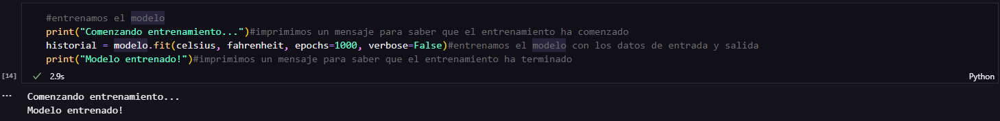 #entrenamos el modelo
print("Comenzando entrenamiento...")#imprimimos un mensaje para saber que el entrenamiento ha comenzado
historial = modelo.fit(celsius, fahrenheit, epochs=1000, verbose=False)#entrenamos el modelo con los datos de entrada y salida
print("Modelo entrenado!")#imprimimos un mensaje para saber que el entrenamiento ha terminado
[14] ✓ 2.9s Python
... Comenzando entrenamiento...
Modelo entrenado!